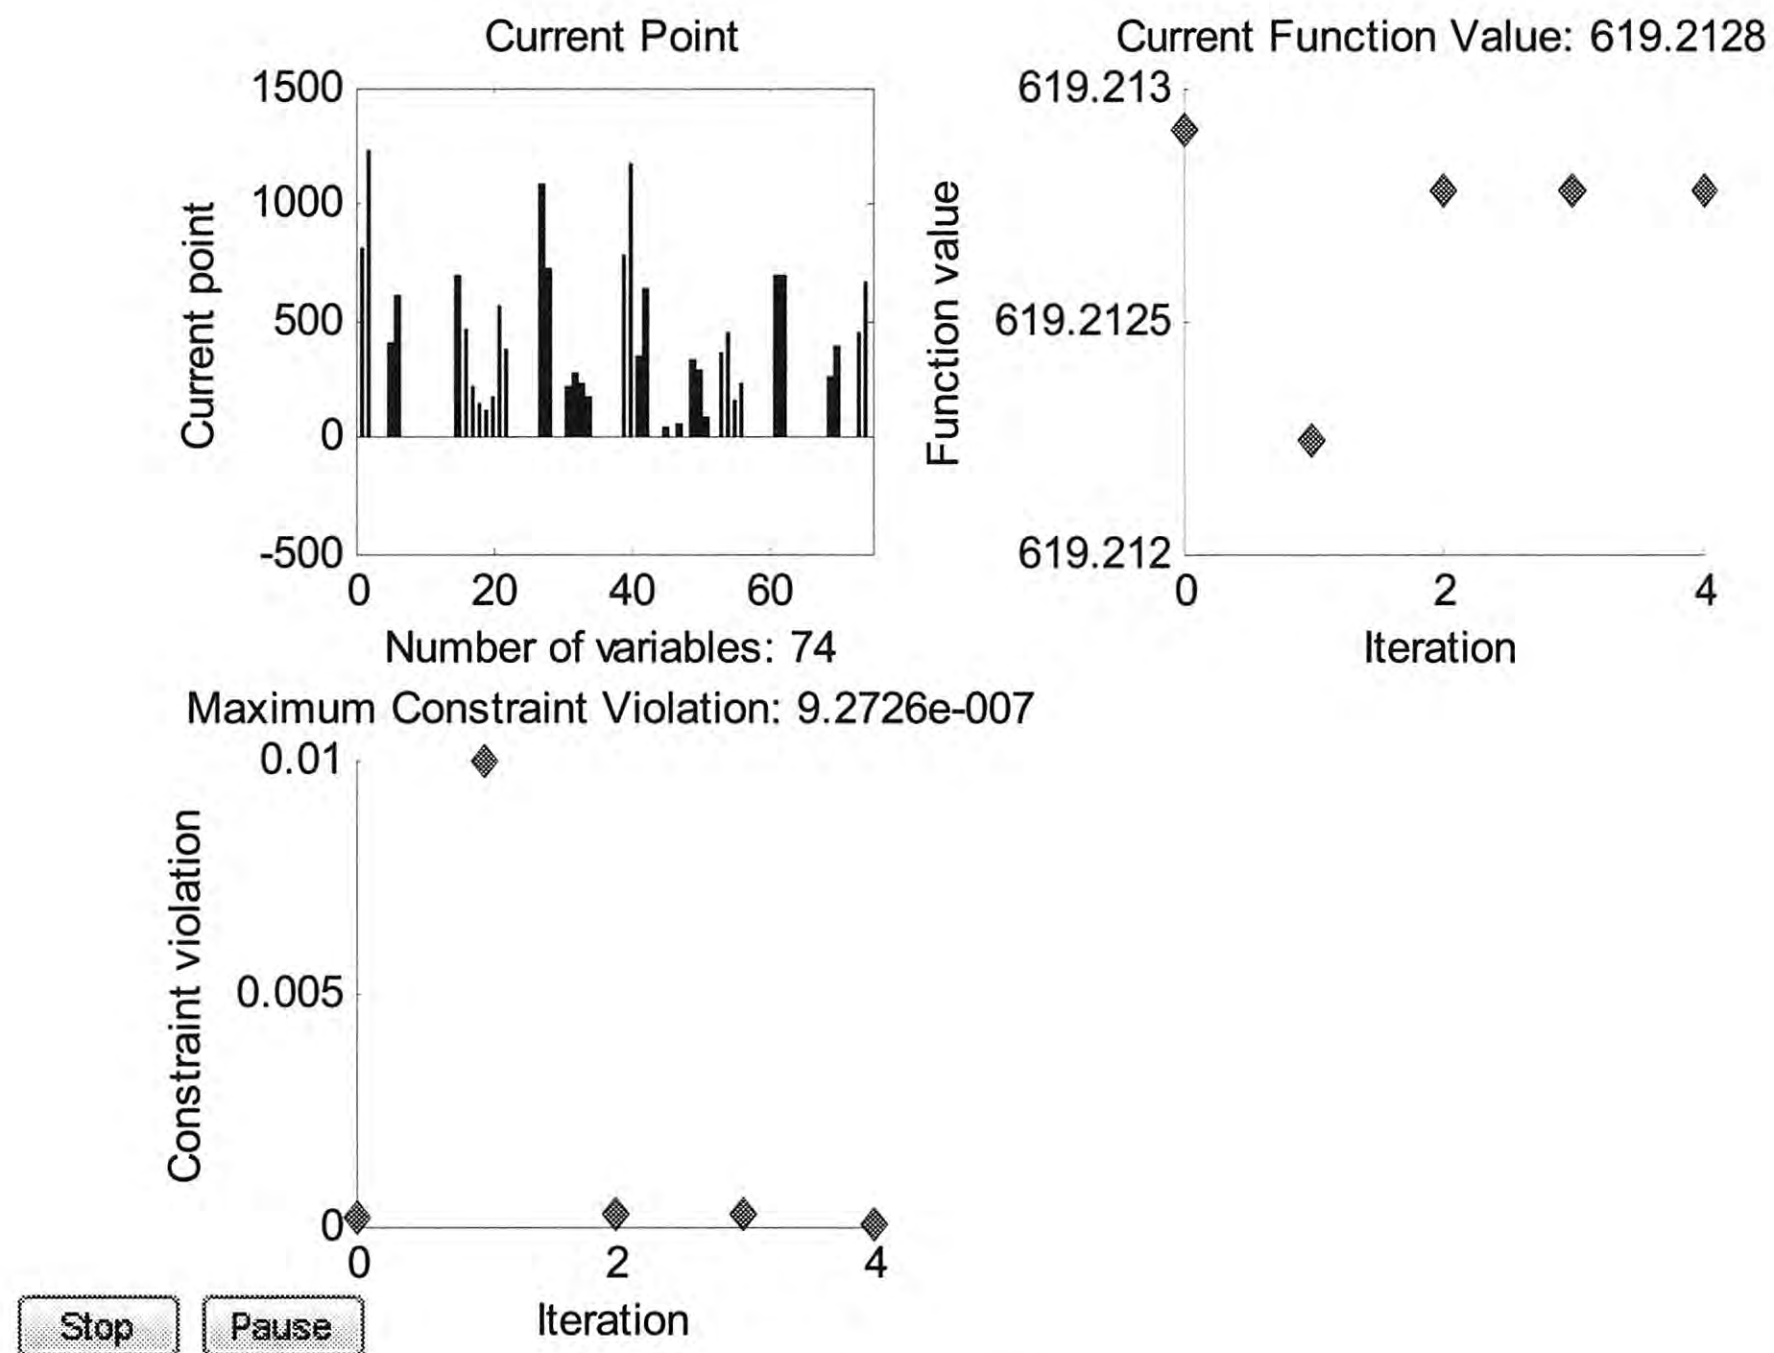 Current Point
1500
1000
500
0
-500
Current point
0 20 40 60
Number of variables: 74
Current Function Value: 619.2128
619.213
619.2125
619.212
Function value
0 2 4
Iteration
Maximum Constraint Violation: 9.2726e-007
0.01
0.005
0
Constraint violation
0 2 4
Iteration
Stop Pause